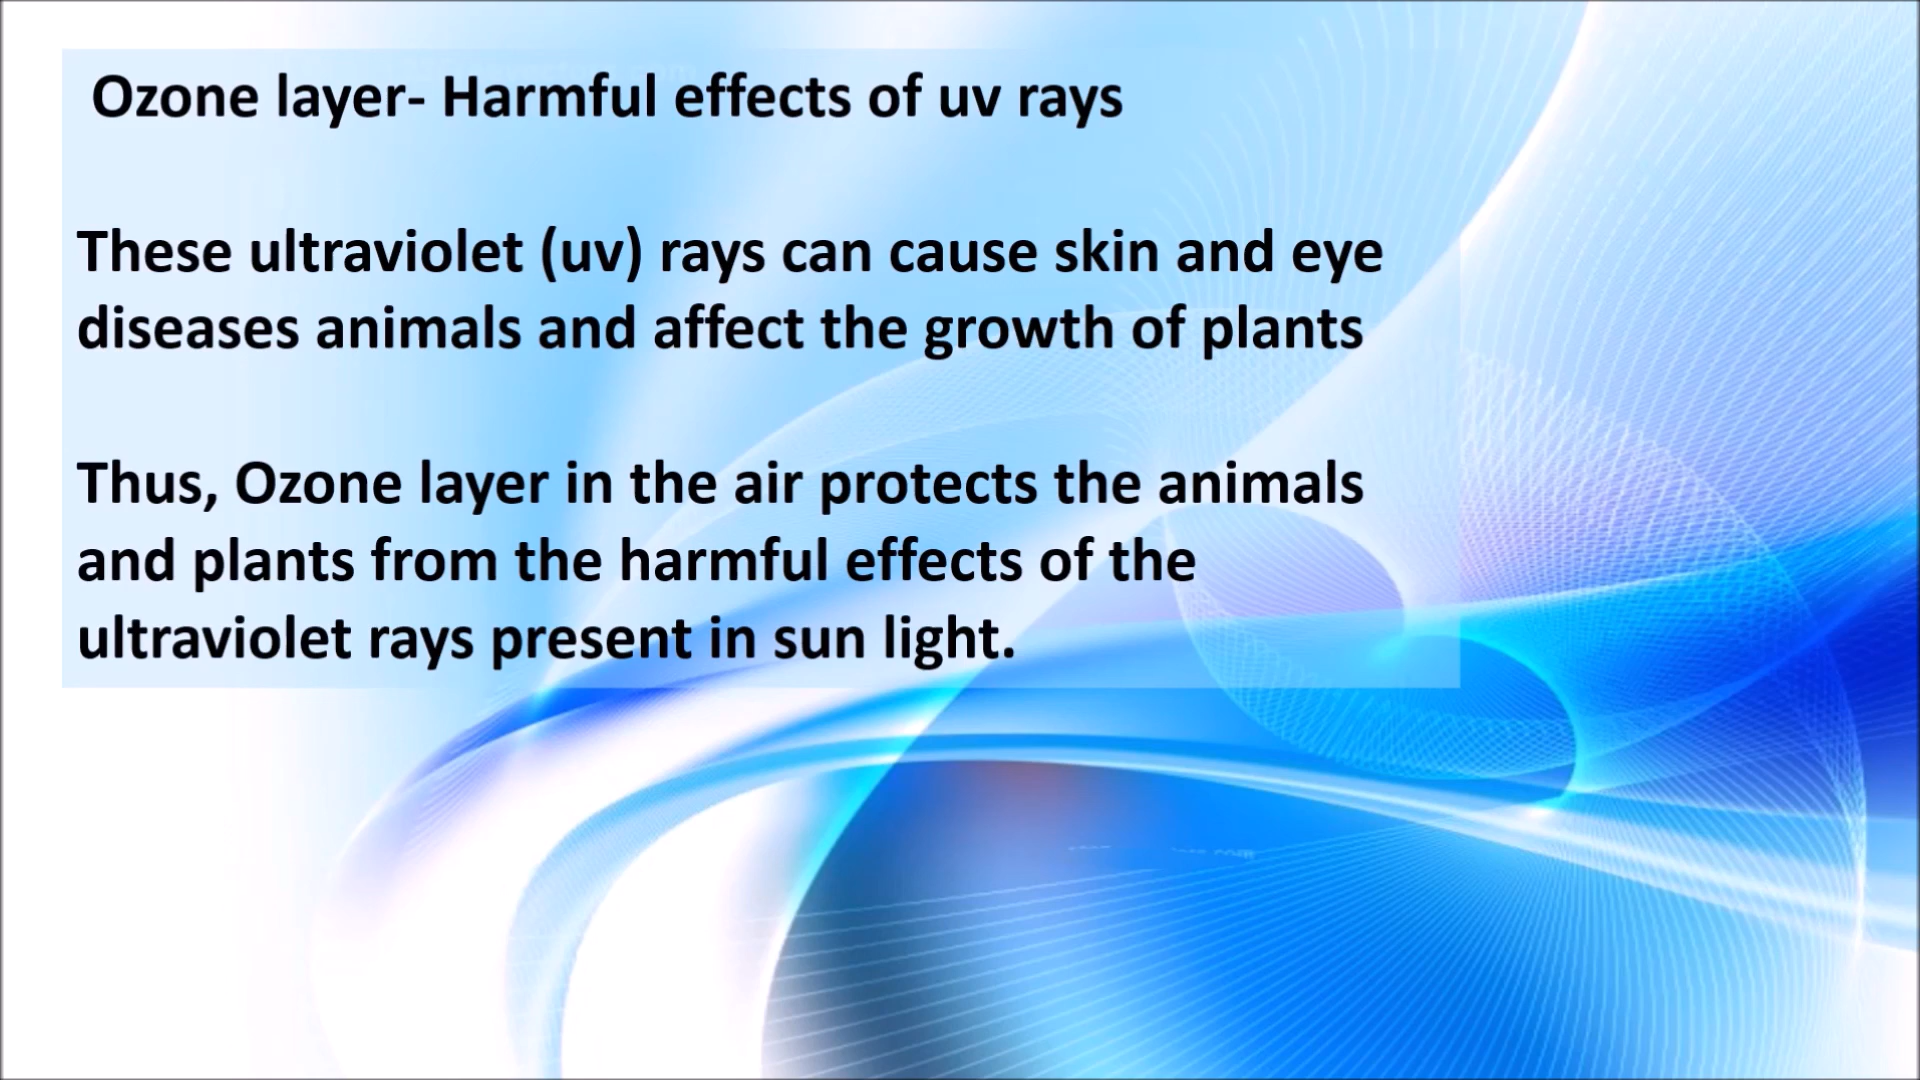 Ozone layer- Harmful effects of uv rays
These ultraviolet (uv) rays can cause skin and eye
diseases animals and affect the growth of plants
Thus, Ozone layer in the air protects the animals
and plants from the harmful effects of the
ultraviolet rays present in sun light.